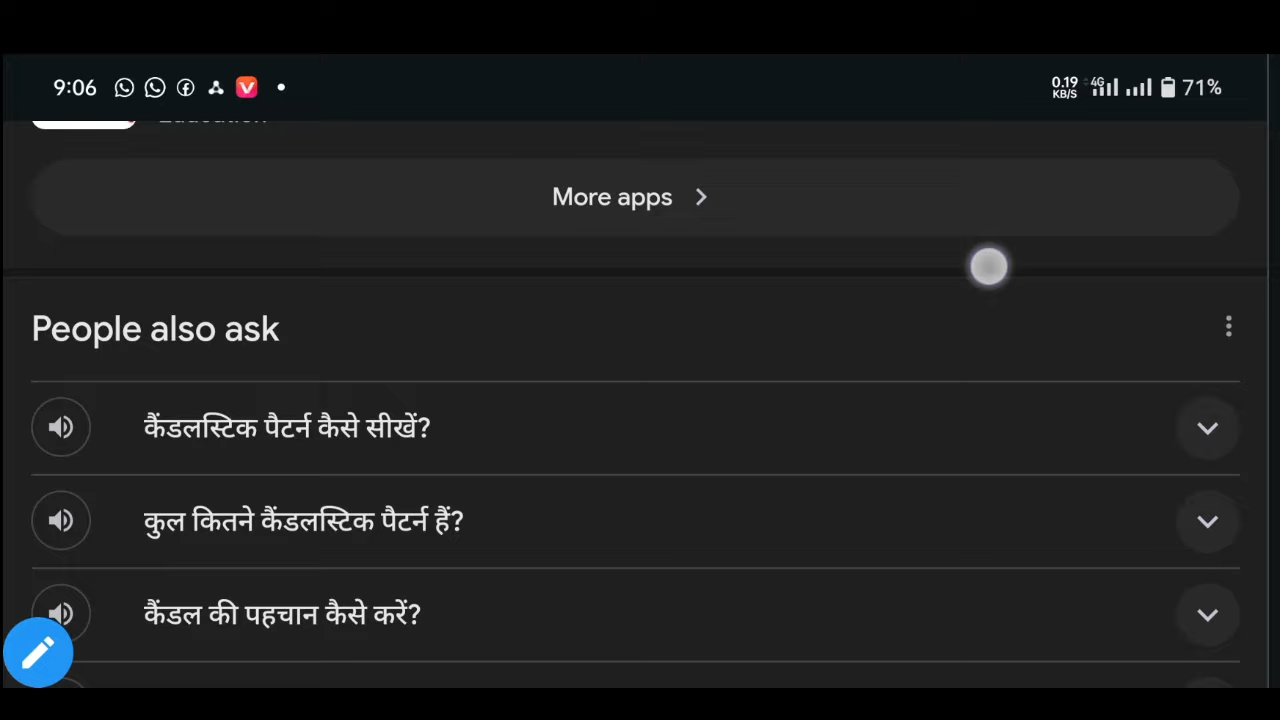 9:06 0.19 KB/S 4G 71%
More apps
People also ask
कैंडलस्टिक पैटर्न कैसे सीखें?
कुल कितने कैंडलस्टिक पैटर्न हैं?
कैंडल की पहचान कैसे करें?